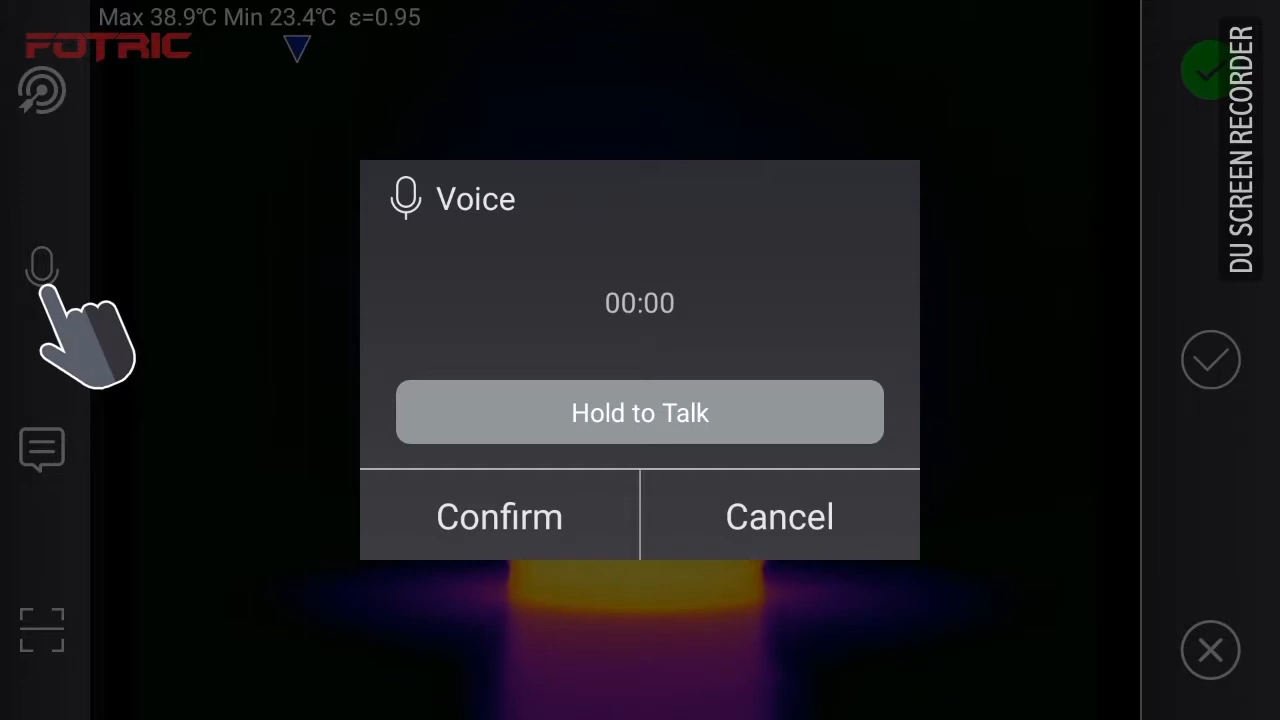 Max 38.9℃ Min 23.4℃ ε=0.95
FOTRIC
DU SCREEN RECORDER
Voice
00:00
Hold to Talk
Confirm
Cancel